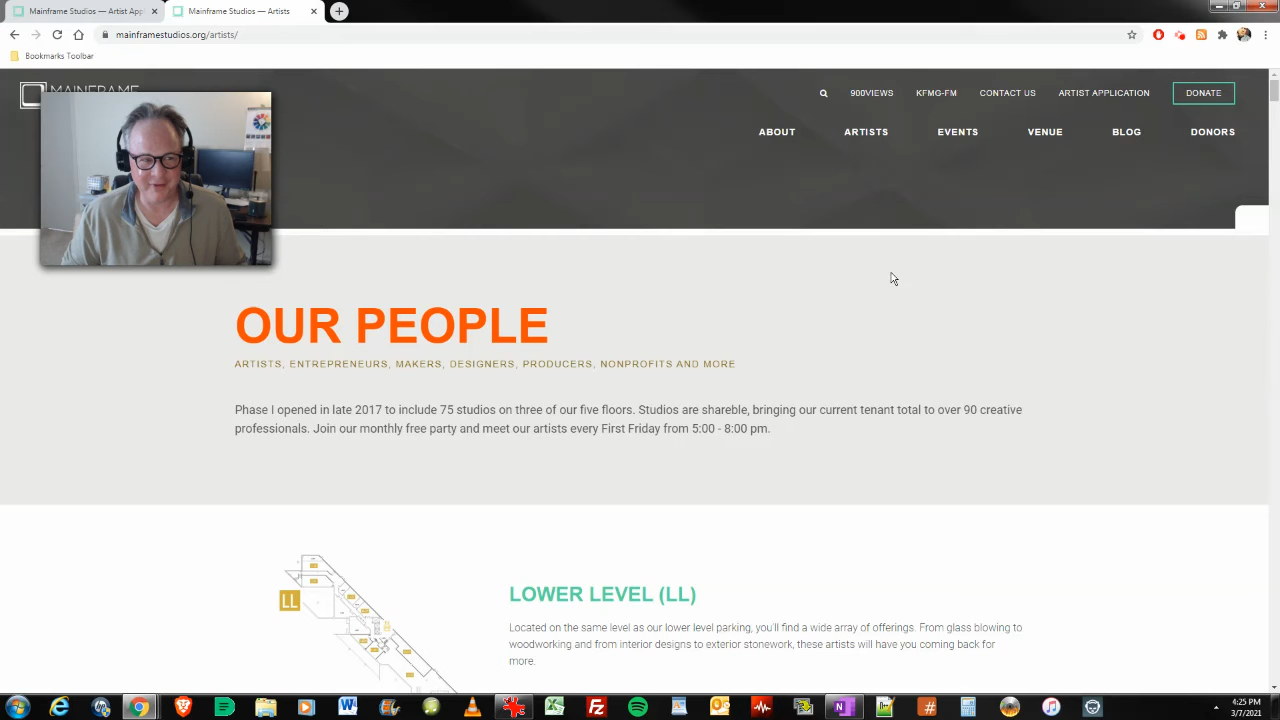 Mainframe Studios — Artist Appl
Mainframe Studios — Artists
mainframestudios.org/artists/
Bookmarks Toolbar
MAINFRAME
900VIEWS
KFMG-FM
CONTACT US
ARTIST APPLICATION
DONATE
ABOUT
ARTISTS
EVENTS
VENUE
BLOG
DONORS
OUR PEOPLE
ARTISTS, ENTREPRENEURS, MAKERS, DESIGNERS, PRODUCERS, NONPROFITS AND MORE
Phase I opened in late 2017 to include 75 studios on three of our five floors. Studios are shareble, bringing our current tenant total to over 90 creative
professionals. Join our monthly free party and meet our artists every First Friday from 5:00 - 8:00 pm.
LL
LOWER LEVEL (LL)
Located on the same level as our lower level parking, you'll find a wide array of offerings. From glass blowing to
woodworking and from interior designs to exterior stonework, these artists will have you coming back for
more.
4:25 PM
3/7/2021